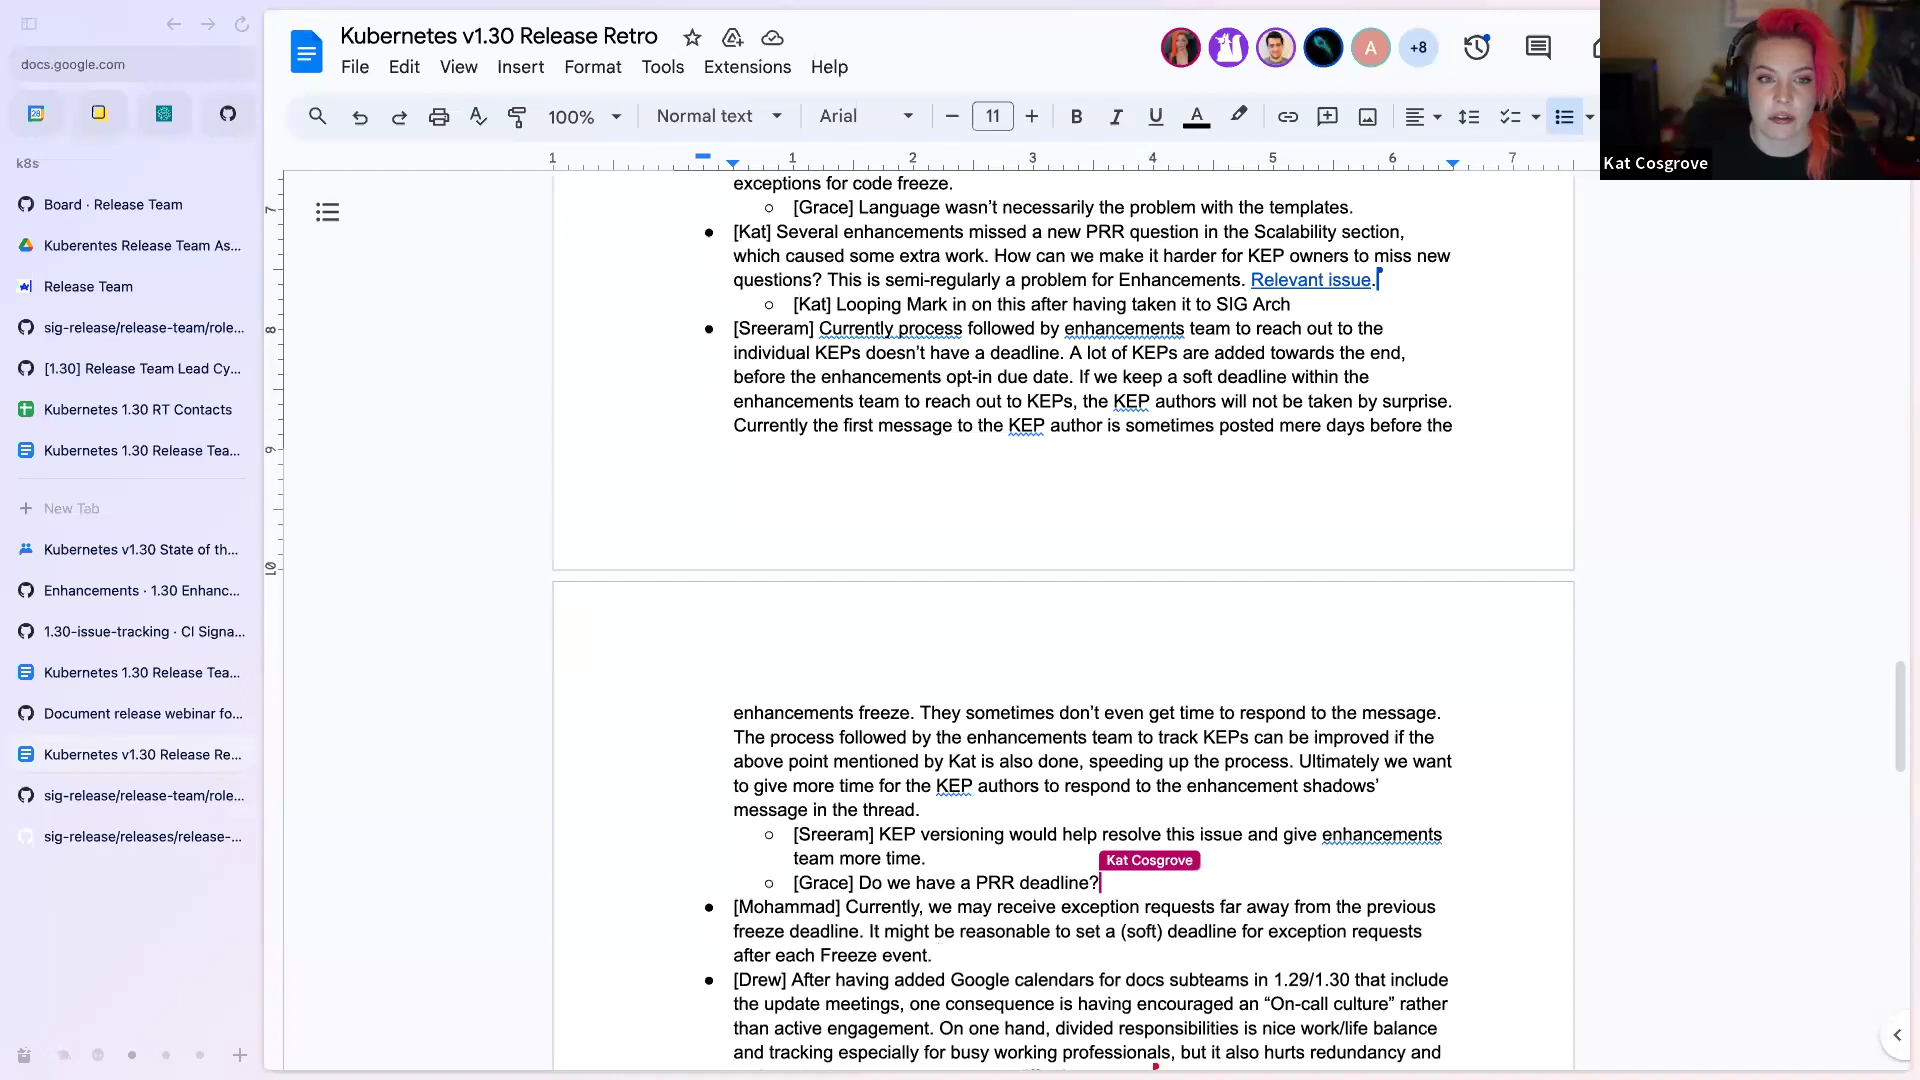 docs.google.com
28
k8s
Board · Release Team
Kuberentes Release Team As...
Release Team
sig-release/release-team/role...
[1.30] Release Team Lead Cy...
Kubernetes 1.30 RT Contacts
Kubernetes 1.30 Release Tea...
New Tab
Kubernetes v1.30 State of th...
Enhancements · 1.30 Enhanc...
1.30-issue-tracking · CI Signa...
Kubernetes 1.30 Release Tea...
Document release webinar fo...
Kubernetes v1.30 Release Re...
sig-release/release-team/role...
sig-release/releases/release-...
Kubernetes v1.30 Release Retro
File Edit View Insert Format Tools Extensions Help
A +8
100% Normal text Arial 11 B I U A
1 1 2 3 4 5 6 7
7
8
9
10
Kat Cosgrove
exceptions for code freeze.
○ [Grace] Language wasn’t necessarily the problem with the templates.
● [Kat] Several enhancements missed a new PRR question in the Scalability section,
which caused some extra work. How can we make it harder for KEP owners to miss new
questions? This is semi-regularly a problem for Enhancements. Relevant issue.
○ [Kat] Looping Mark in on this after having taken it to SIG Arch
● [Sreeram] Currently process followed by enhancements team to reach out to the
individual KEPs doesn’t have a deadline. A lot of KEPs are added towards the end,
before the enhancements opt-in due date. If we keep a soft deadline within the
enhancements team to reach out to KEPs, the KEP authors will not be taken by surprise.
Currently the first message to the KEP author is sometimes posted mere days before the
enhancements freeze. They sometimes don’t even get time to respond to the message.
The process followed by the enhancements team to track KEPs can be improved if the
above point mentioned by Kat is also done, speeding up the process. Ultimately we want
to give more time for the KEP authors to respond to the enhancement shadows’
message in the thread.
○ [Sreeram] KEP versioning would help resolve this issue and give enhancements
team more time.
Kat Cosgrove
○ [Grace] Do we have a PRR deadline?
● [Mohammad] Currently, we may receive exception requests far away from the previous
freeze deadline. It might be reasonable to set a (soft) deadline for exception requests
after each Freeze event.
● [Drew] After having added Google calendars for docs subteams in 1.29/1.30 that include
the update meetings, one consequence is having encouraged an “On-call culture” rather
than active engagement. On one hand, divided responsibilities is nice work/life balance
and tracking especially for busy working professionals, but it also hurts redundancy and